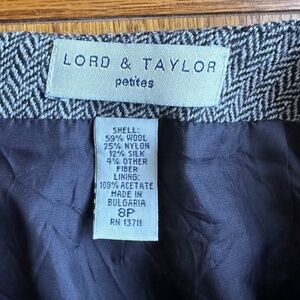 LORD & TAYLOR
petites
SHELL:
59% WOOL
25% NYLON
12% SILK
4% OTHER
FIBER
LINING:
100% ACETATE
MADE IN
BULGARIA
8P
RN 13711